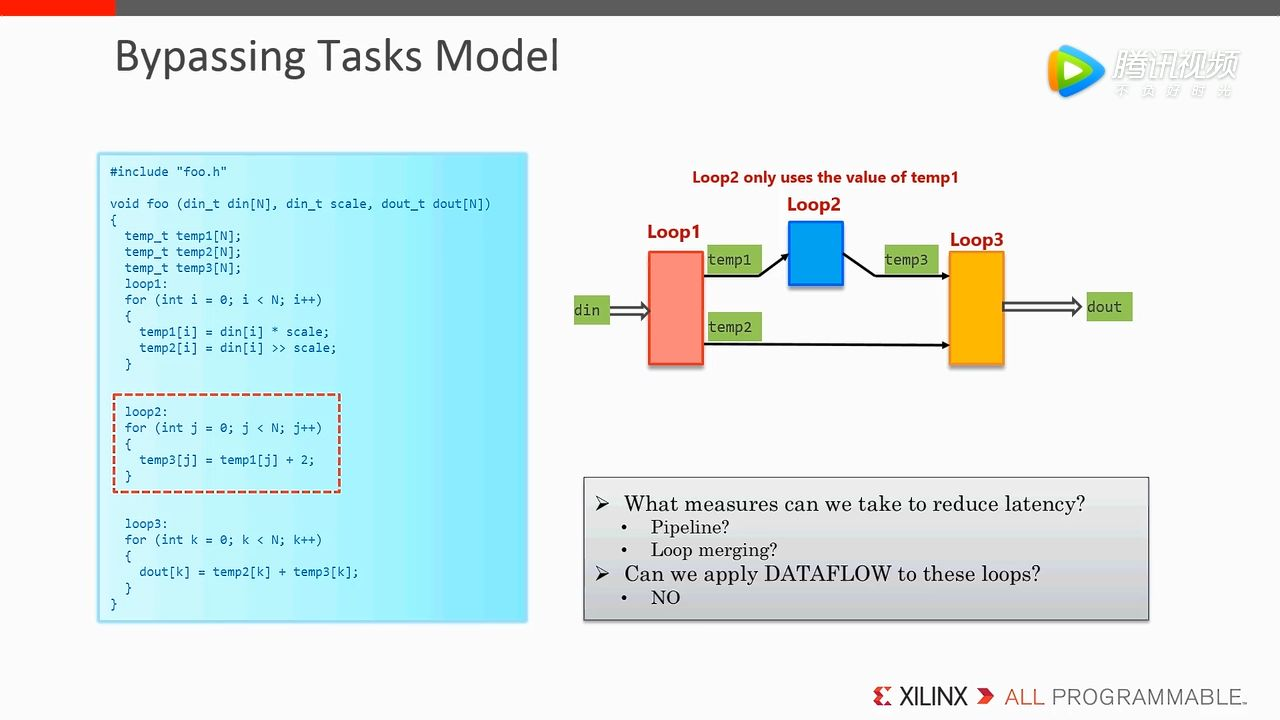 Bypassing Tasks Model
腾讯视频
不负好时光
#include "foo.h"
void foo (din_t din[N], din_t scale, dout_t dout[N])
{
temp_t temp1[N];
temp_t temp2[N];
temp_t temp3[N];
loop1:
for (int i = 0; i < N; i++)
{
temp1[i] = din[i] * scale;
temp2[i] = din[i] >> scale;
}
loop2:
for (int j = 0; j < N; j++)
{
temp3[j] = temp1[j] + 2;
}
loop3:
for (int k = 0; k < N; k++)
{
dout[k] = temp2[k] + temp3[k];
}
}
Loop2 only uses the value of temp1
Loop2
Loop1
Loop3
temp1
temp3
din
dout
temp2
➢ What measures can we take to reduce latency?
• Pipeline?
• Loop merging?
➢ Can we apply DATAFLOW to these loops?
• NO
XILINX ALL PROGRAMMABLE™